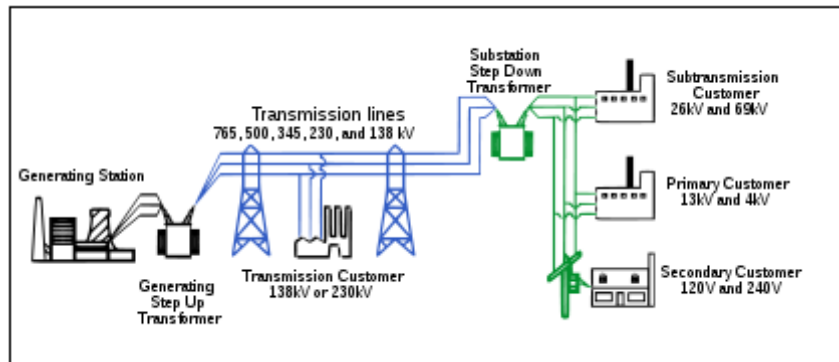 Substation
Step Down
Transformer
Subtransmission
Customer
26kV and 69kV
Transmission lines
765, 500, 345, 230, and 138 kV
Generating Station
Primary Customer
13kV and 4kV
Transmission Customer
138kV or 230kV
Generating
Step Up
Transformer
Secondary Customer
120V and 240V